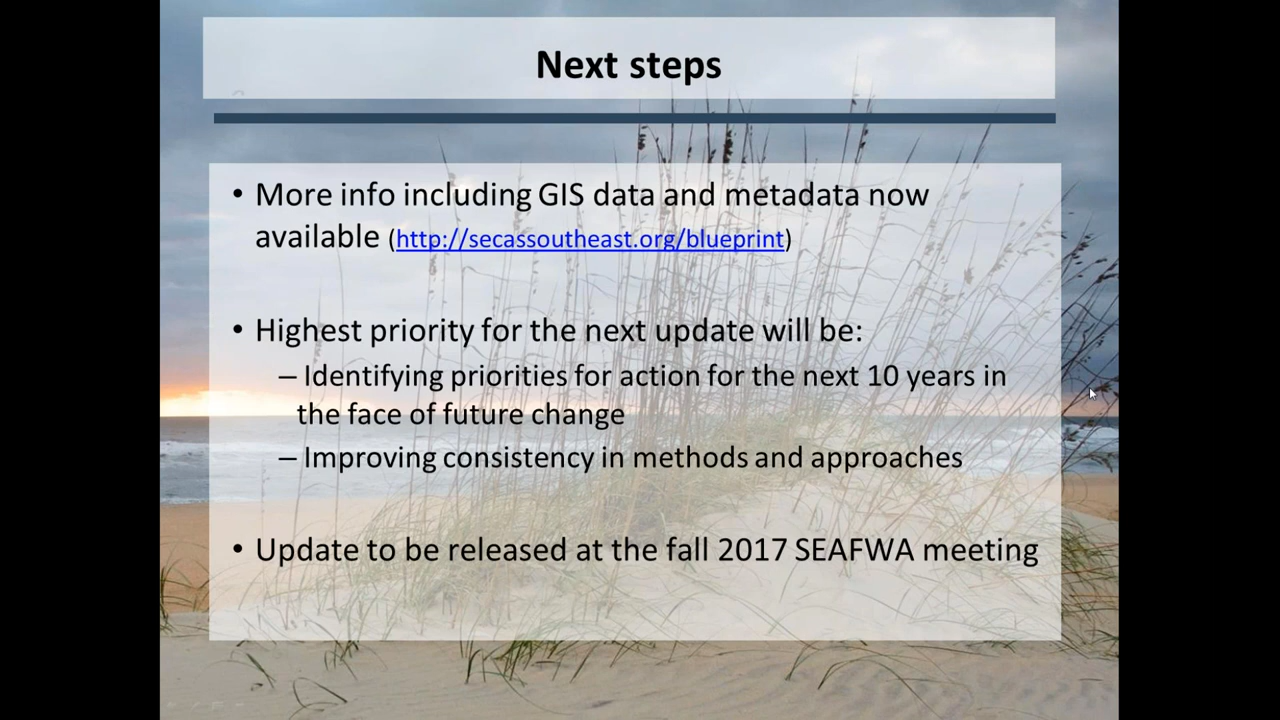 Next steps
• More info including GIS data and metadata now
available (http://secassoutheast.org/blueprint)
• Highest priority for the next update will be:
– Identifying priorities for action for the next 10 years in
the face of future change
– Improving consistency in methods and approaches
• Update to be released at the fall 2017 SEAFWA meeting